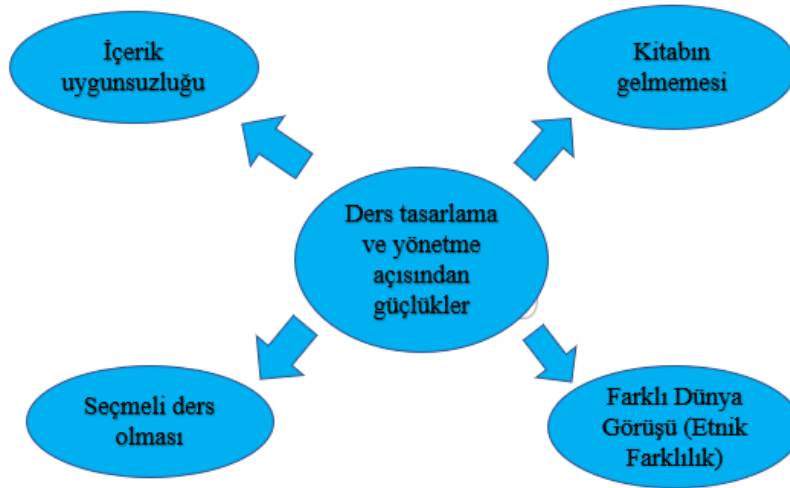 İçerik
uygunsuzluğu
Kitabın
gelmemesi
Ders tasarlama
ve yönetme
açısından
güçlükler
Seçmeli ders
olması
Farklı Dünya
Görüşü (Etnik
Farklılık)